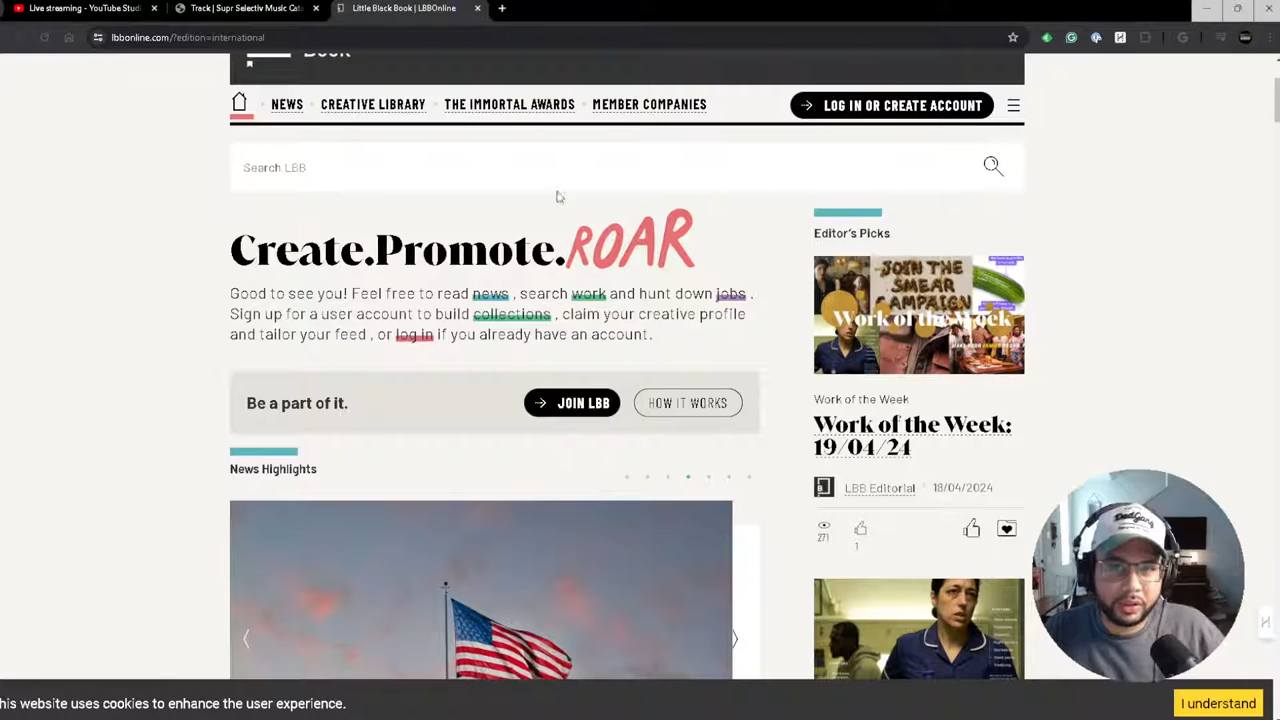 Live streaming - YouTube Studi
Track | Supr Selectiv Music Cata
Little Black Book | LBBOnline
lbbonline.com/?edition=international
BOOK
NEWS
CREATIVE LIBRARY
THE IMMORTAL AWARDS
MEMBER COMPANIES
LOG IN OR CREATE ACCOUNT
Search LBB
Create.Promote.ROAR
Good to see you! Feel free to read news , search work and hunt down jobs .
Sign up for a user account to build collections , claim your creative profile
and tailor your feed , or log in if you already have an account.
Be a part of it.
JOIN LBB
HOW IT WORKS
News Highlights
Editor's Picks
JOIN THE
SMEAR
CAMPAIGN
Work of the Week
Work of the Week
Work of the Week:
19/04/24
LBB Editorial
18/04/2024
271
1
DadGang
his website uses cookies to enhance the user experience.
I understand